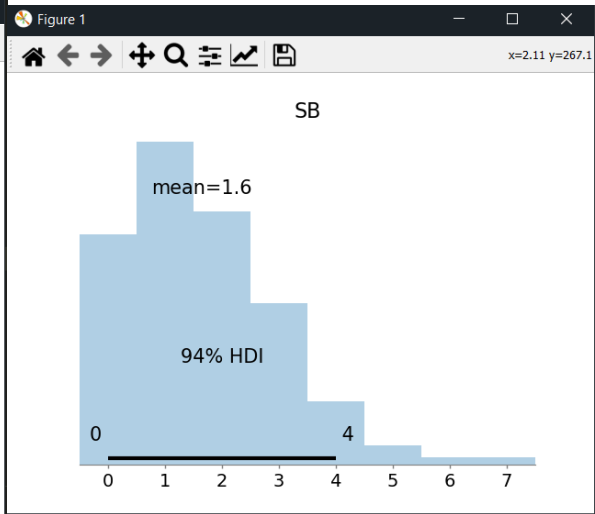 Figure 1
x=2.11 y=267.1
SB
mean=1.6
94% HDI
0 4
0 1 2 3 4 5 6 7